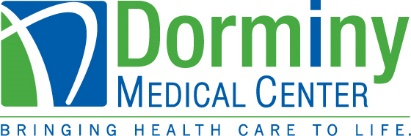 Dorminy
MEDICAL CENTER
BRINGING HEALTH CARE TO LIFE.